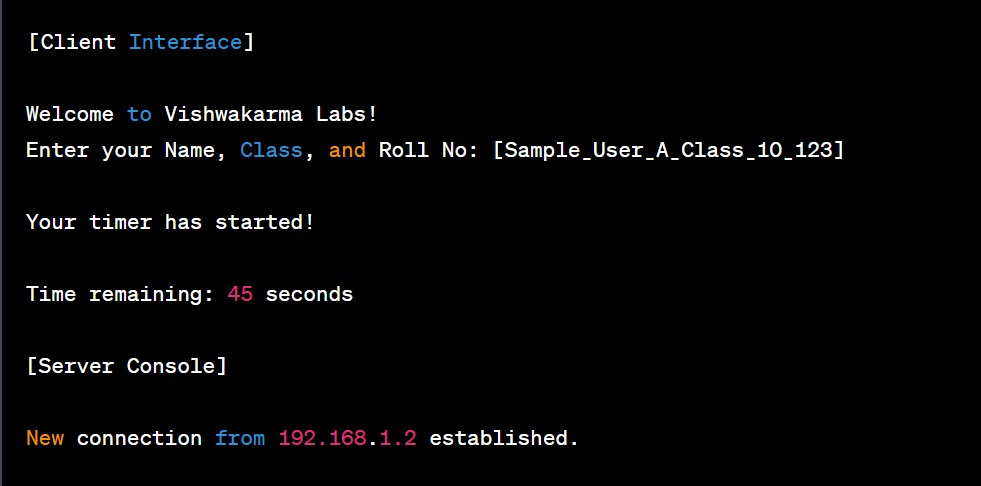 [Client Interface]
Welcome to Vishwakarma Labs!
Enter your Name, Class, and Roll No: [Sample_User_A_Class_10_123]
Your timer has started!
Time remaining: 45 seconds
[Server Console]
New connection from 192.168.1.2 established.